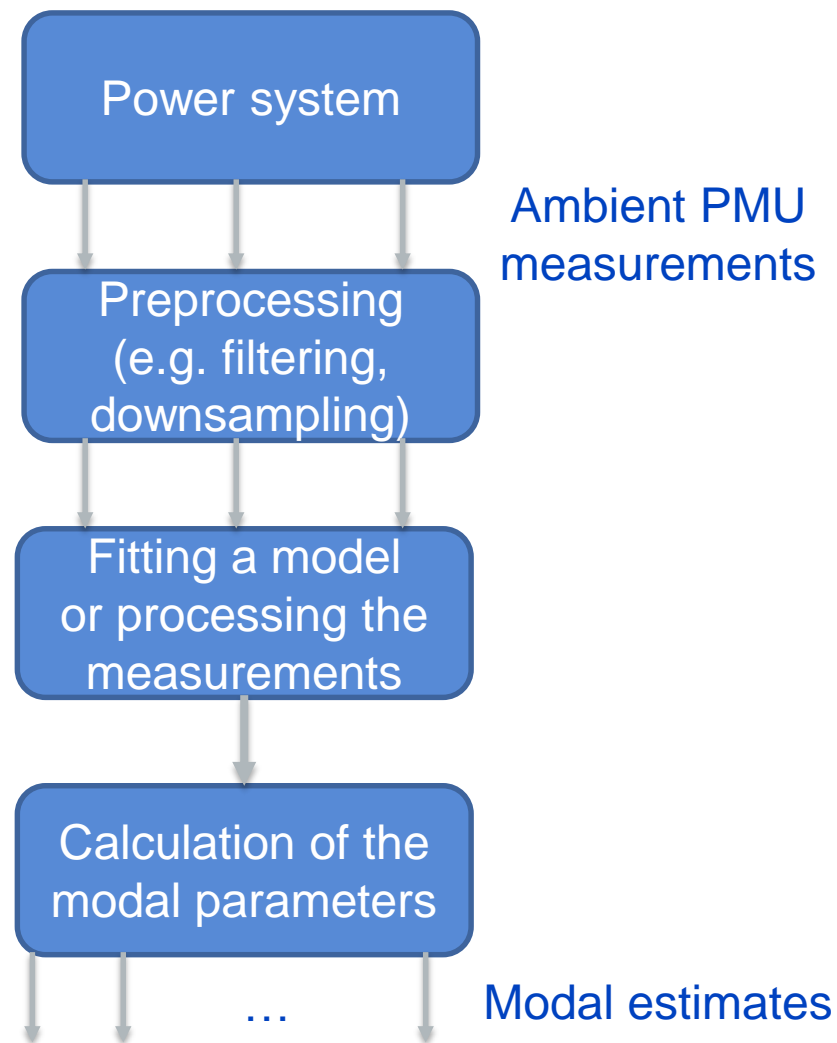 Power system
Ambient PMU
measurements
Preprocessing
(e.g. filtering,
downsampling)
Fitting a model
or processing the
measurements
Calculation of the
modal parameters
...
Modal estimates